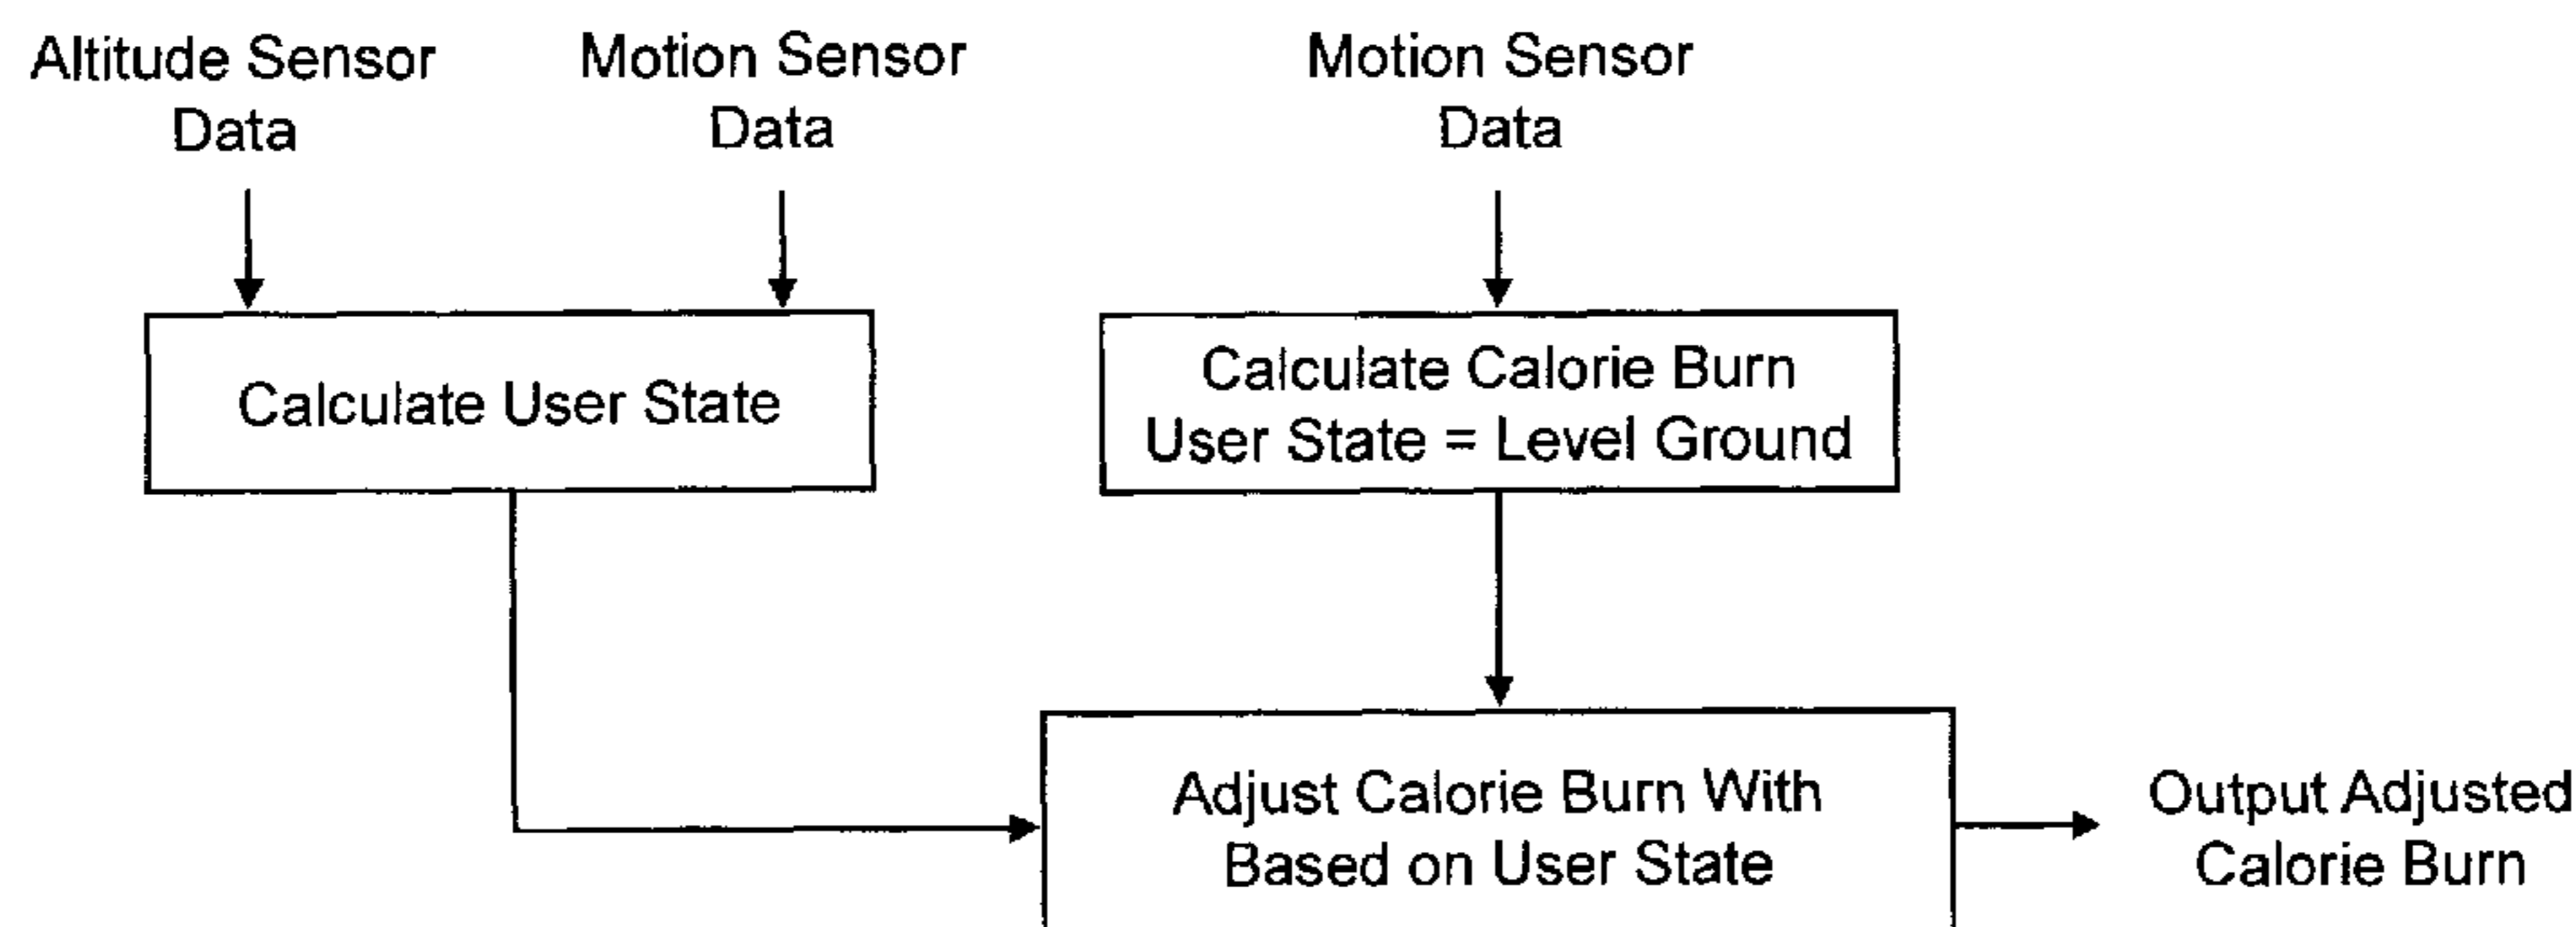 Altitude Sensor
Data
Motion Sensor
Data
Motion Sensor
Data
Calculate User State
Calculate Calorie Burn
User State = Level Ground
Adjust Calorie Burn With
Based on User State
Output Adjusted
Calorie Burn